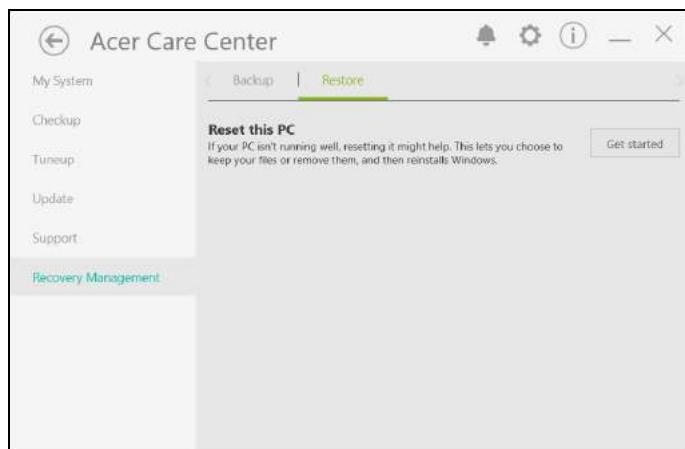 Acer Care Center
My System
Checkup
Tuneup
Update
Support
Recovery Management
Backup | Restore
Reset this PC
If your PC isn't running well, resetting it might help. This lets you choose to
keep your files or remove them, and then reinstalls Windows.
Get started